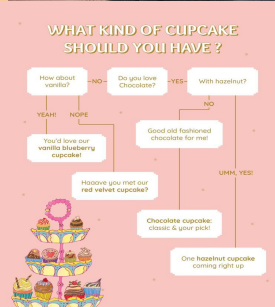 WHAT KIND OF CUPCAKE
SHOULD YOU HAVE ?
How about
vanilla?
NO
Do you love
Chocolate?
YES
With hazelnut?
YEAH!
NOPE
NO
You'd love our
vanilla blueberry
cupcake!
Good old fashioned
chocolate for me!
Haaave you met our
red velvet cupcake?
UMM, YES!
Chocolate cupcake:
classic & your pick!
One hazelnut cupcake
coming right up